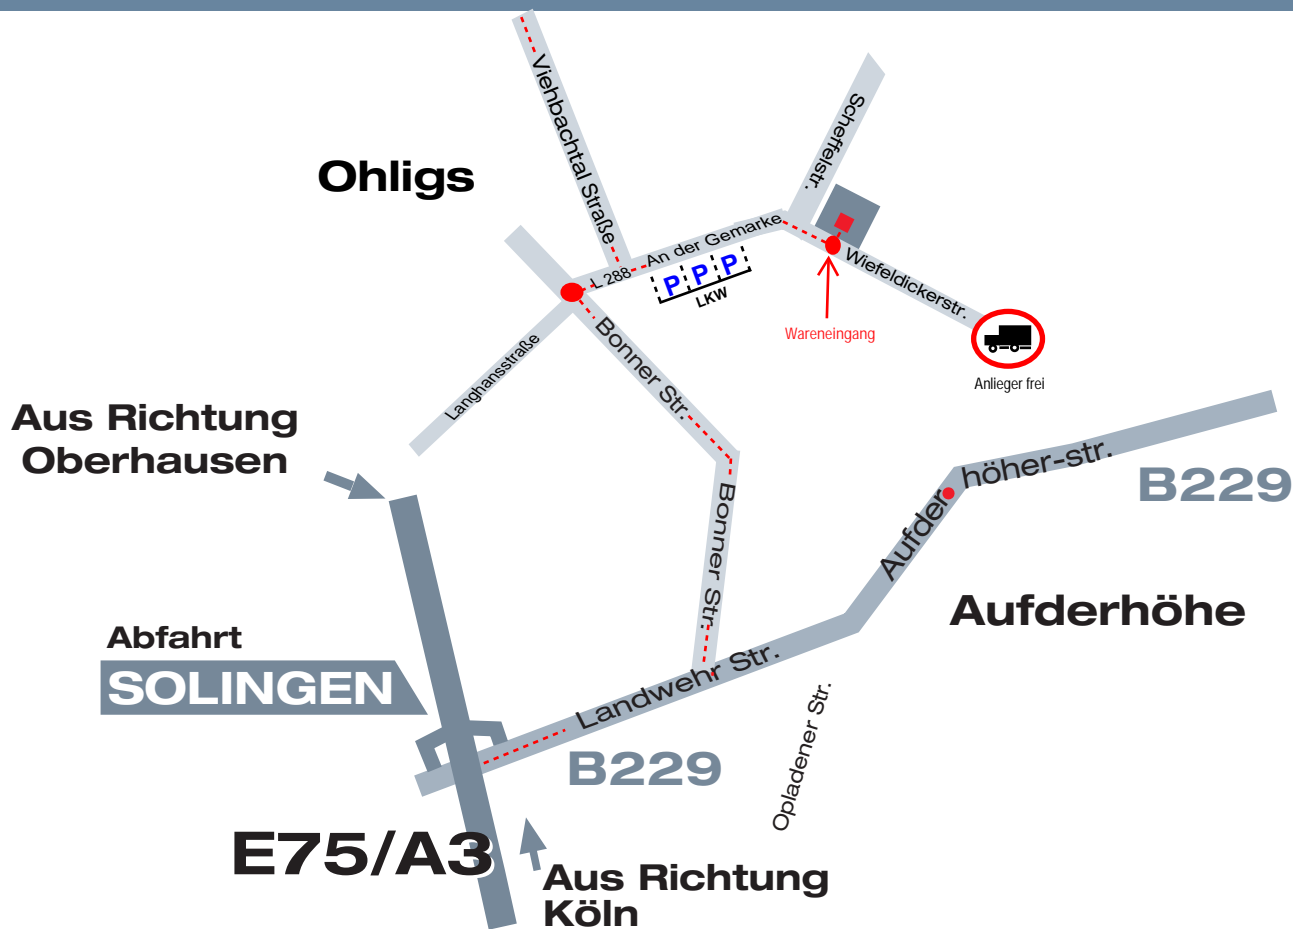 Viehbachtal Straße
Scheffelstr.
Ohligs
L 288
An der Gemarke
P P P
LKW
Wiefeldickerstr.
Wareneingang
Anlieger frei
Langhansstraße
Bonner Str.
Aus Richtung
Oberhausen
höher-str.
B229
Aufder
Bonner Str.
Aufderhöhe
Abfahrt
SOLINGEN
Landwehr Str.
Opladener Str.
B229
E75/A3
Aus Richtung
Köln